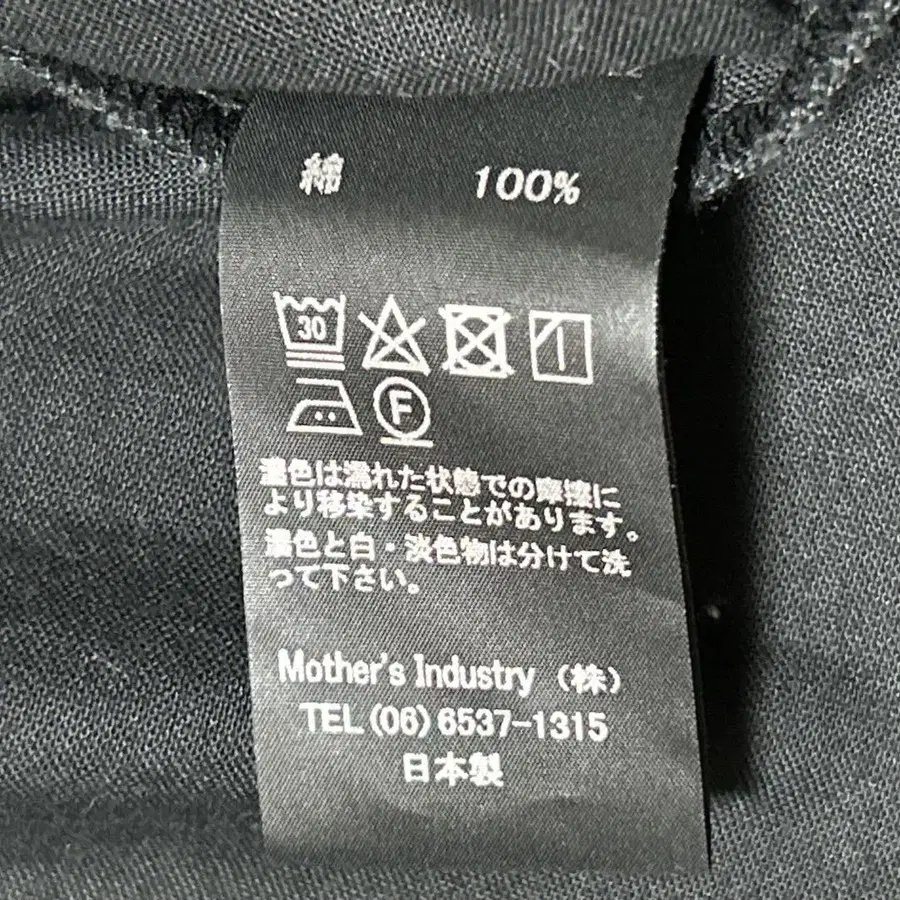 綿 100%
30
F
濃色は濡れた状態での摩擦に
より移染することがあります。
濃色と白・淡色物は分けて洗
って下さい。
Mother's Industry (株)
TEL(06)6537-1315
日本製